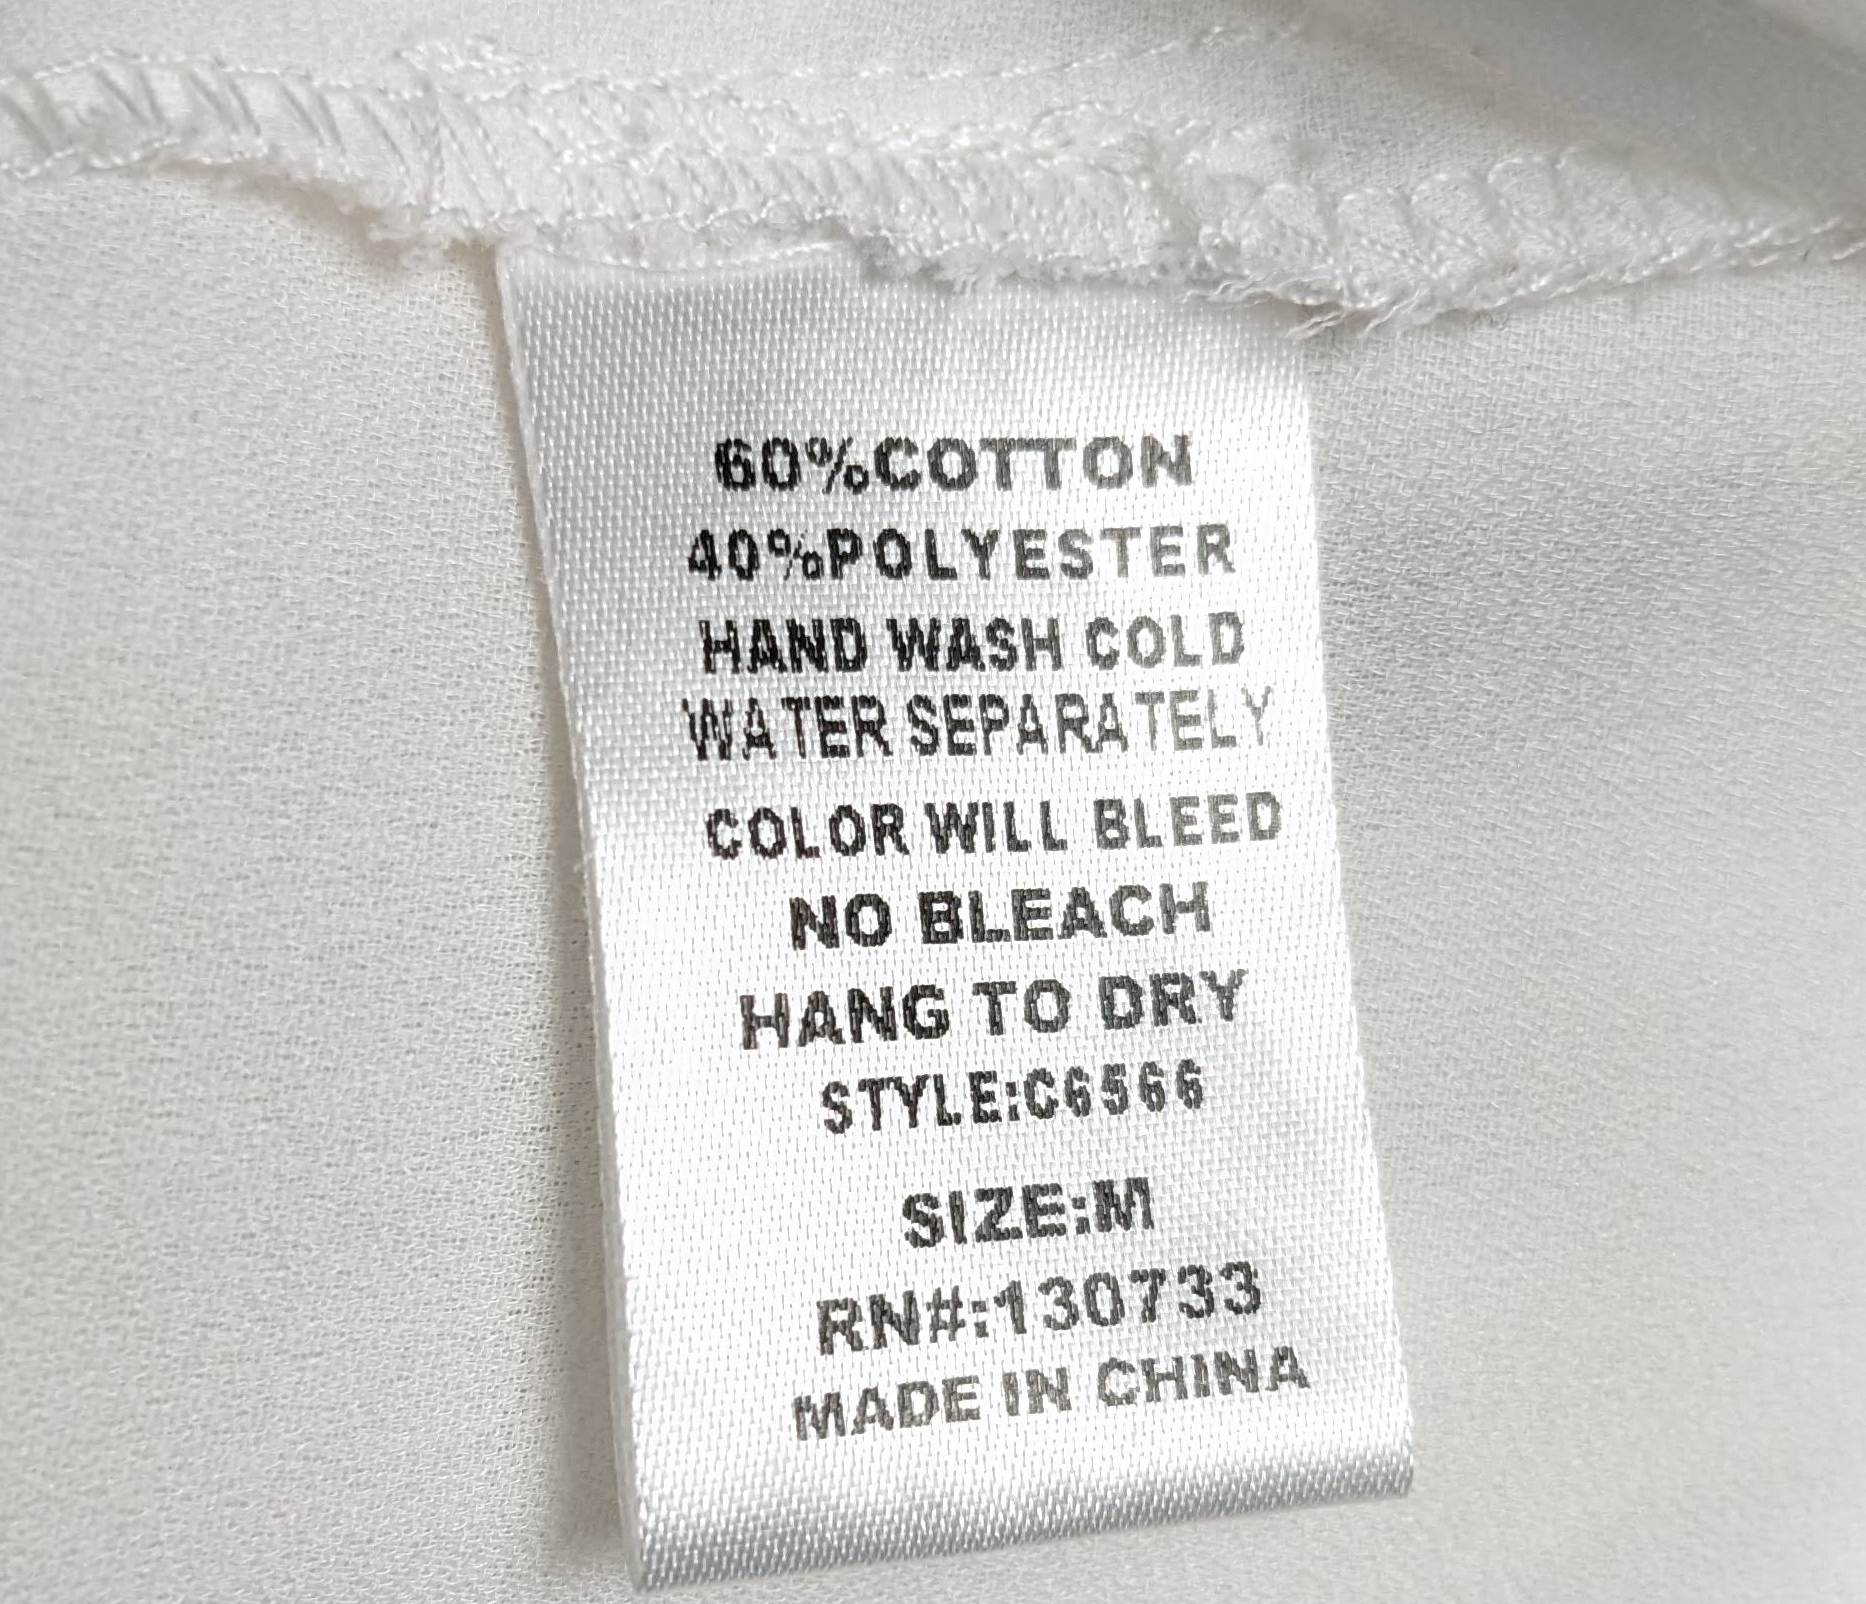 60%COTTON
40%POLYESTER
HAND WASH COLD
WATER SEPARATELY
COLOR WILL BLEED
NO BLEACH
HANG TO DRY
STYLE:C6566
SIZE:M
RN#:130733
MADE IN CHINA